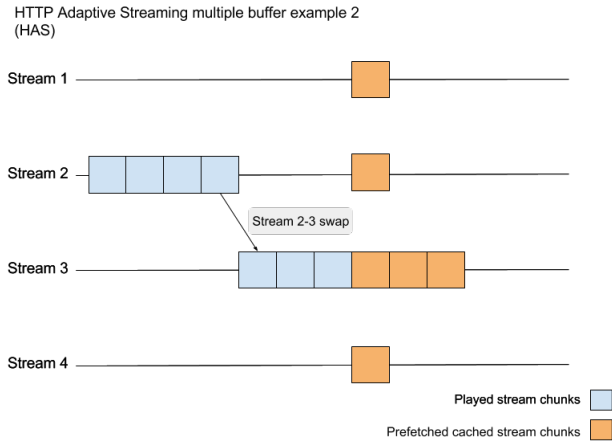 HTTP Adaptive Streaming multiple buffer example 2
(HAS)
Stream 1
Stream 2
Stream 2-3 swap
Stream 3
Stream 4
Played stream chunks
Prefetched cached stream chunks